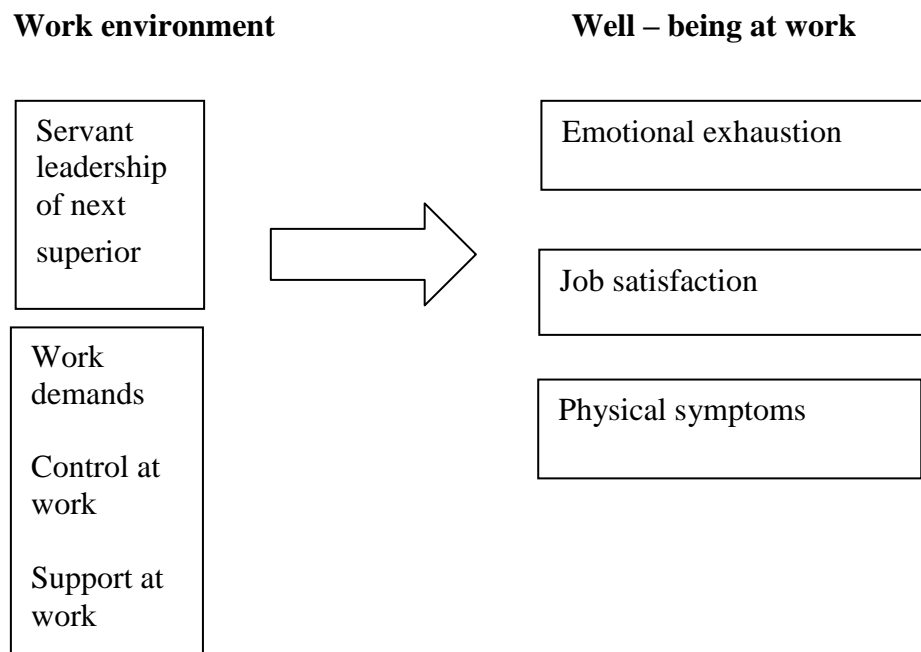 Work environment
Well – being at work
Servant
leadership
of next
superior
Work
demands
Control at
work
Support at
work
Emotional exhaustion
Job satisfaction
Physical symptoms